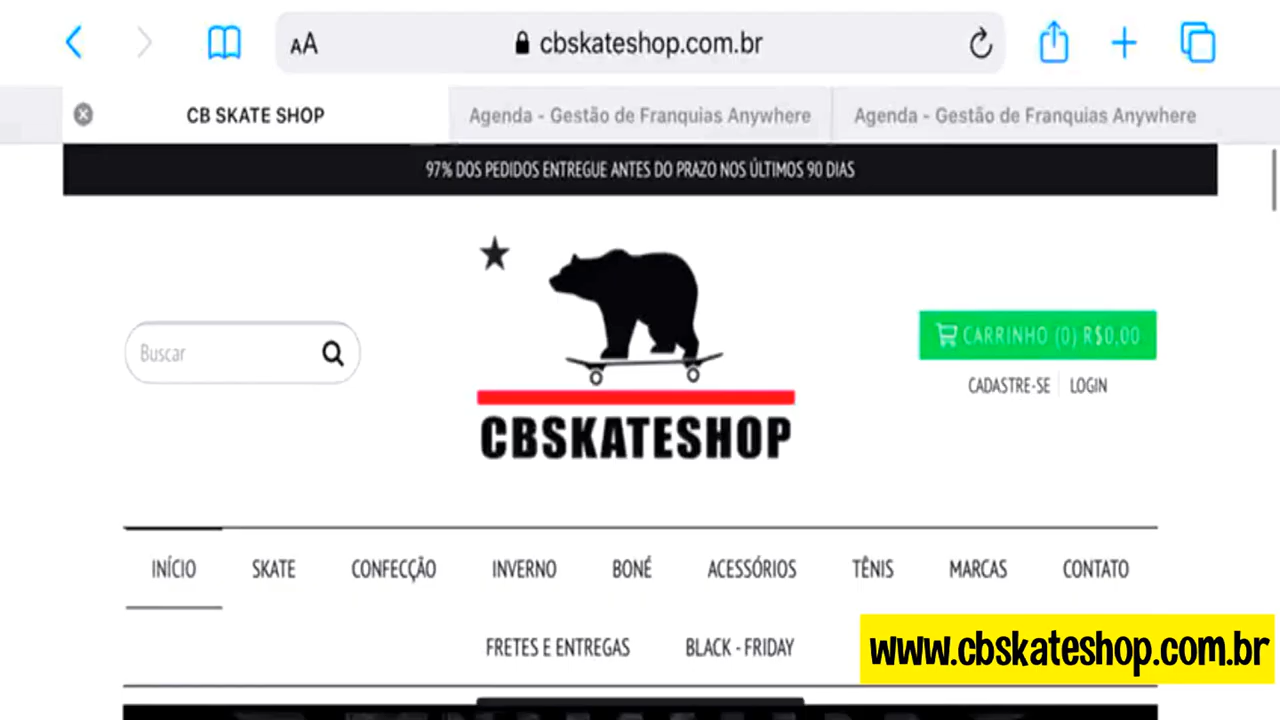 AA cbskateshop.com.br
CB SKATE SHOP Agenda - Gestão de Franquias Anywhere Agenda - Gestão de Franquias Anywhere
97% DOS PEDIDOS ENTREGUE ANTES DO PRAZO NOS ÚLTIMOS 90 DIAS
Buscar
CBSKATESHOP
CARRINHO (0) R$0,00
CADASTRE-SE LOGIN
INÍCIO SKATE CONFECÇÃO INVERNO BONÉ ACESSÓRIOS TÊNIS MARCAS CONTATO
FRETES E ENTREGAS BLACK - FRIDAY
www.cbskateshop.com.br